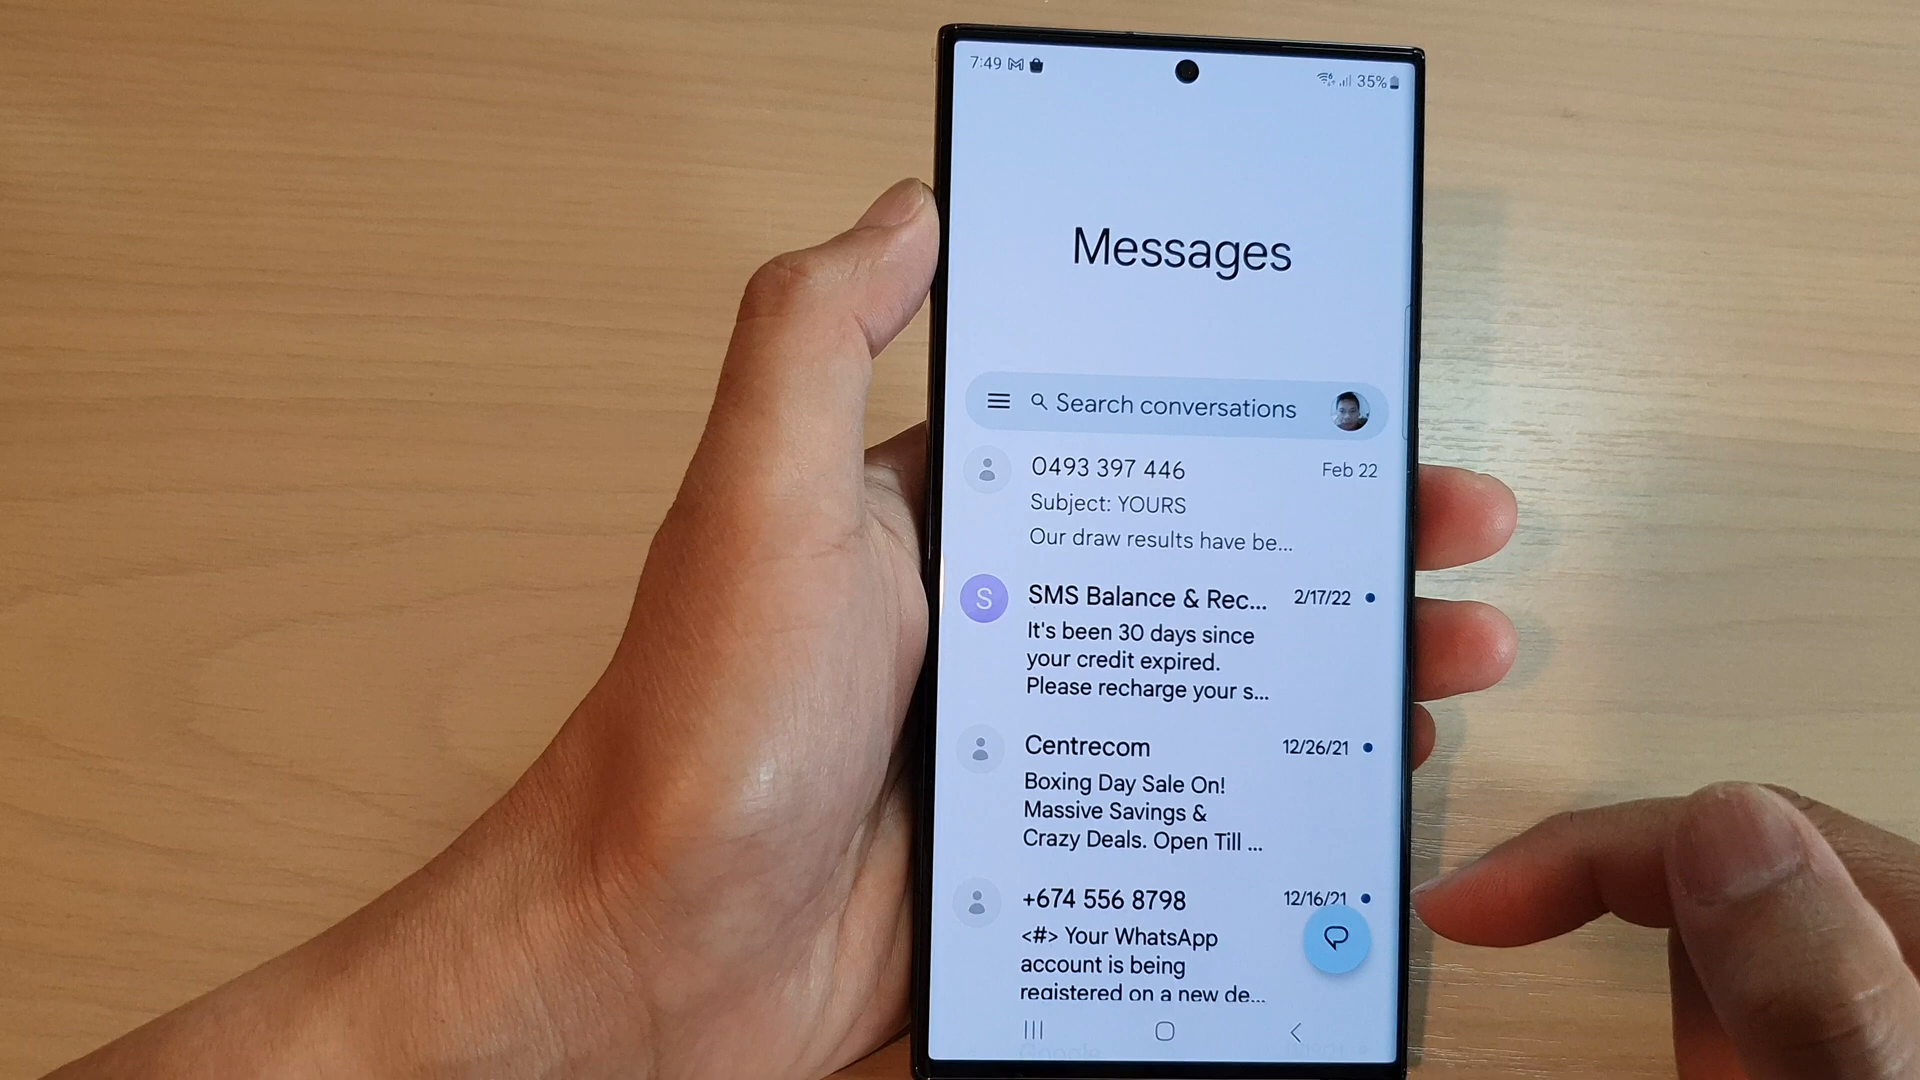 7:49 35%
Messages
Search conversations
0493 397 446 Feb 22
Subject: YOURS
Our draw results have be...
S SMS Balance & Rec... 2/17/22
It's been 30 days since
your credit expired.
Please recharge your s...
Centrecom 12/26/21
Boxing Day Sale On!
Massive Savings &
Crazy Deals. Open Till ...
+674 556 8798 12/16/21
<#> Your WhatsApp
account is being
registered on a new de...
Google